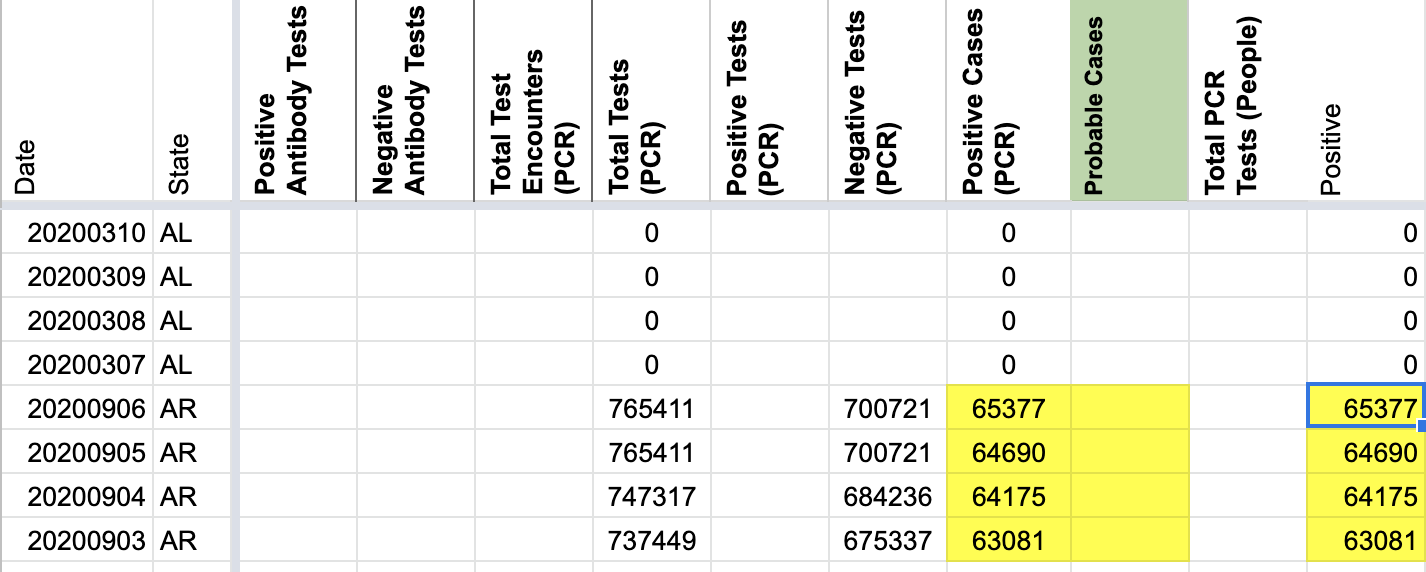 Date
State
Positive
Antibody Tests
Negative
Antibody Tests
Total Test
Encounters
(PCR)
Total Tests
(PCR)
Positive Tests
(PCR)
Negative Tests
(PCR)
Positive Cases
(PCR)
Probable Cases
Total PCR
Tests (People)
Positive
20200310 AL 0 0 0
20200309 AL 0 0 0
20200308 AL 0 0 0
20200307 AL 0 0 0
20200906 AR 765411 700721 65377 65377
20200905 AR 765411 700721 64690 64690
20200904 AR 747317 684236 64175 64175
20200903 AR 737449 675337 63081 63081